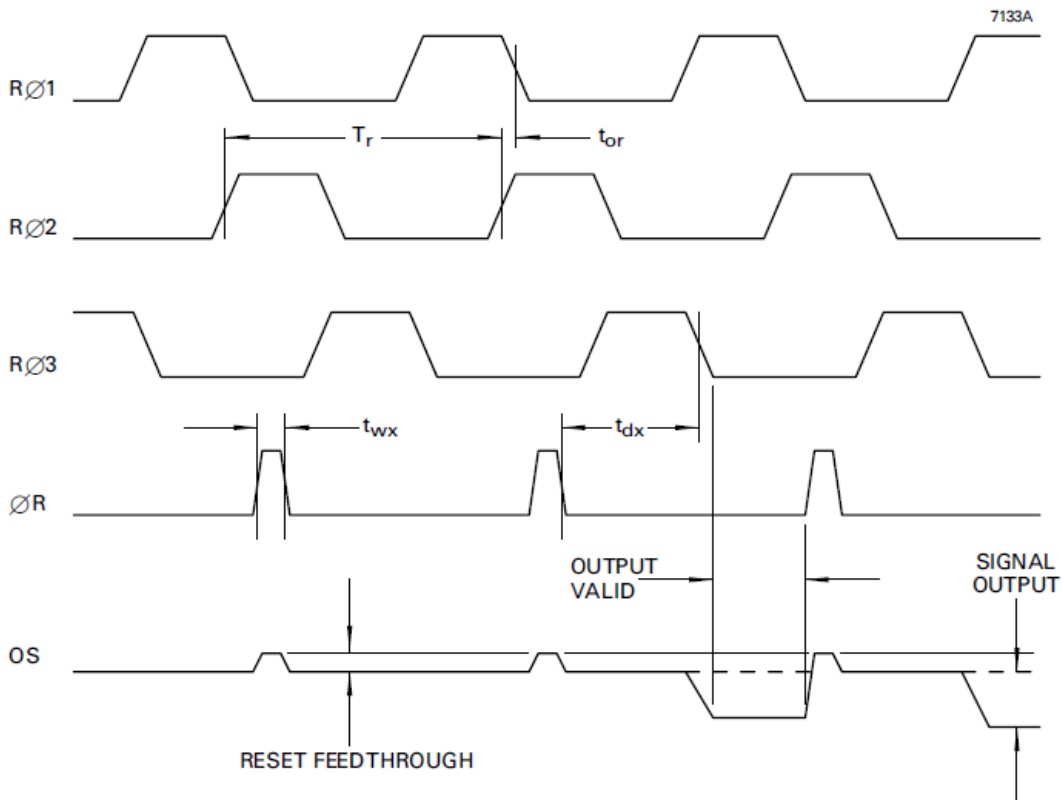 7133A
RØ1
Tr
tor
RØ2
RØ3
twx
tdx
ØR
OUTPUT
VALID
SIGNAL
OUTPUT
OS
RESET FEEDTHROUGH